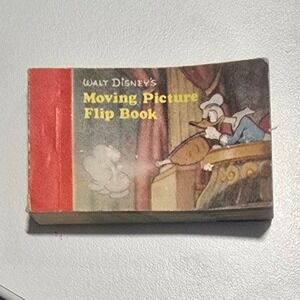 WALT DISNEY'S
Moving Picture
Flip Book